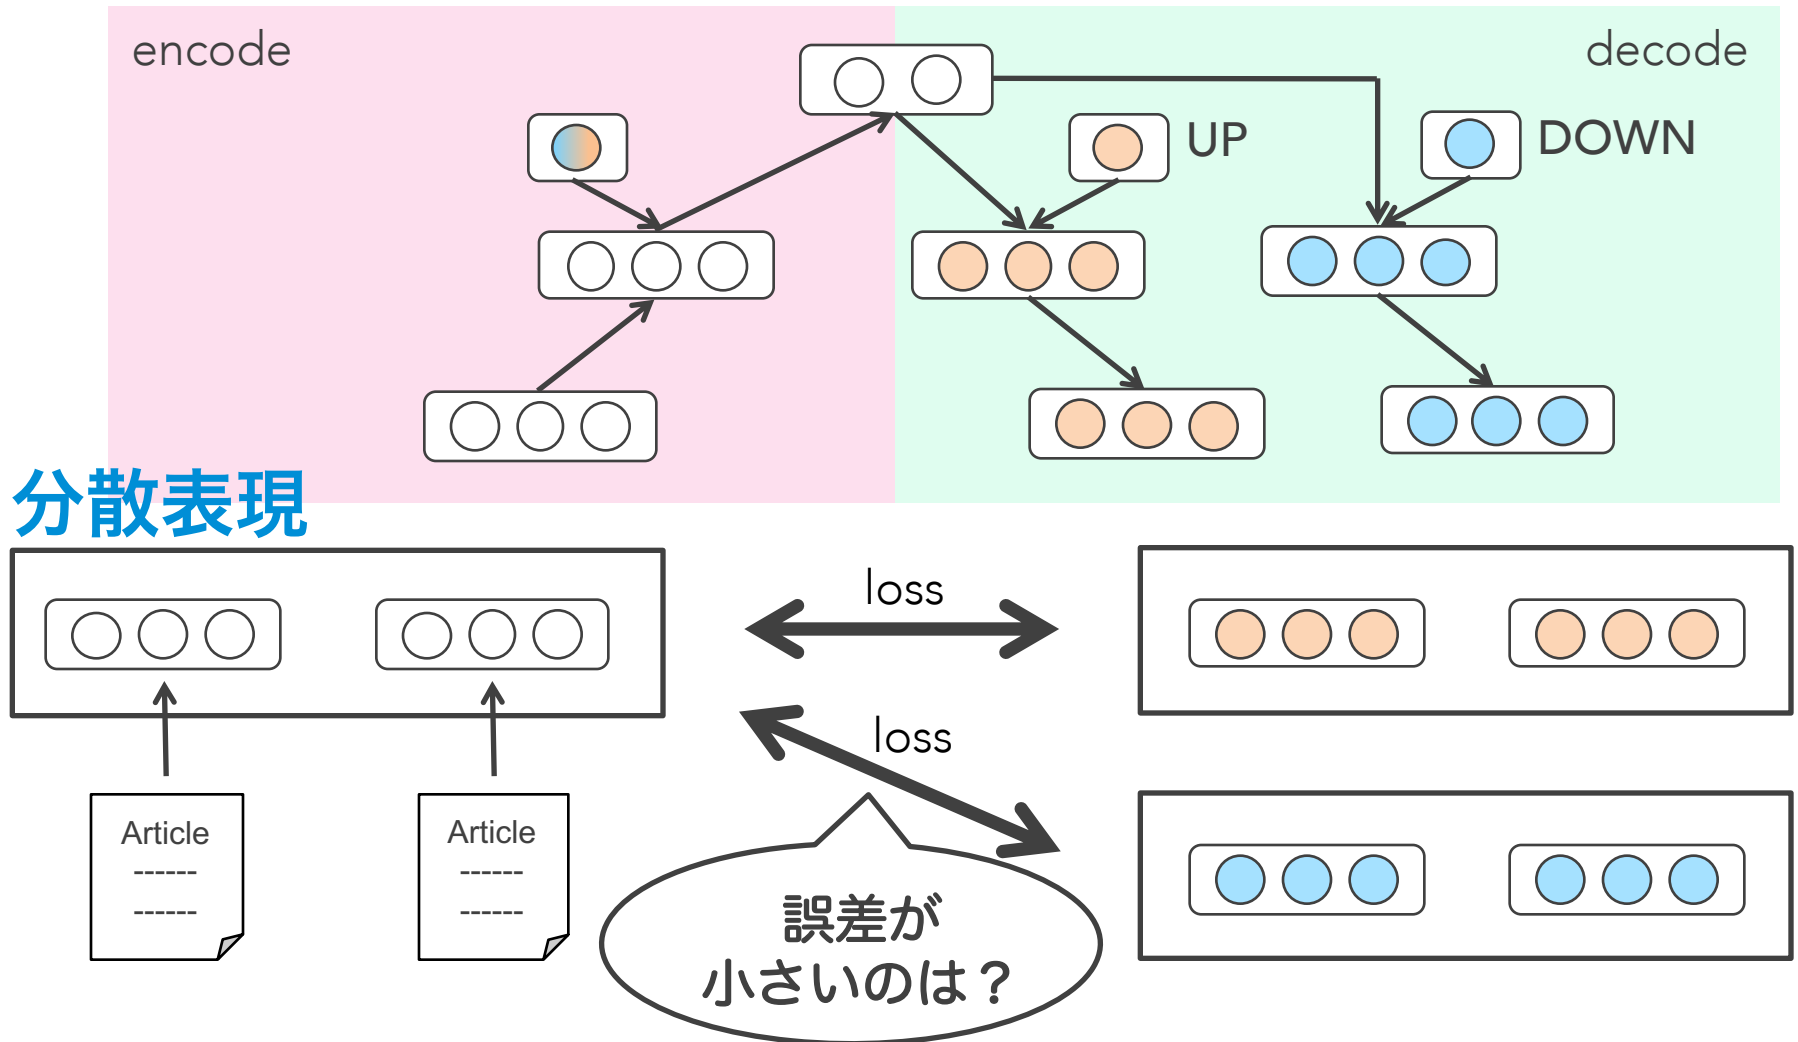 encode
decode
UP
DOWN
分散表現
loss
loss
Article
------
------
Article
------
------
誤差が
小さいのは？